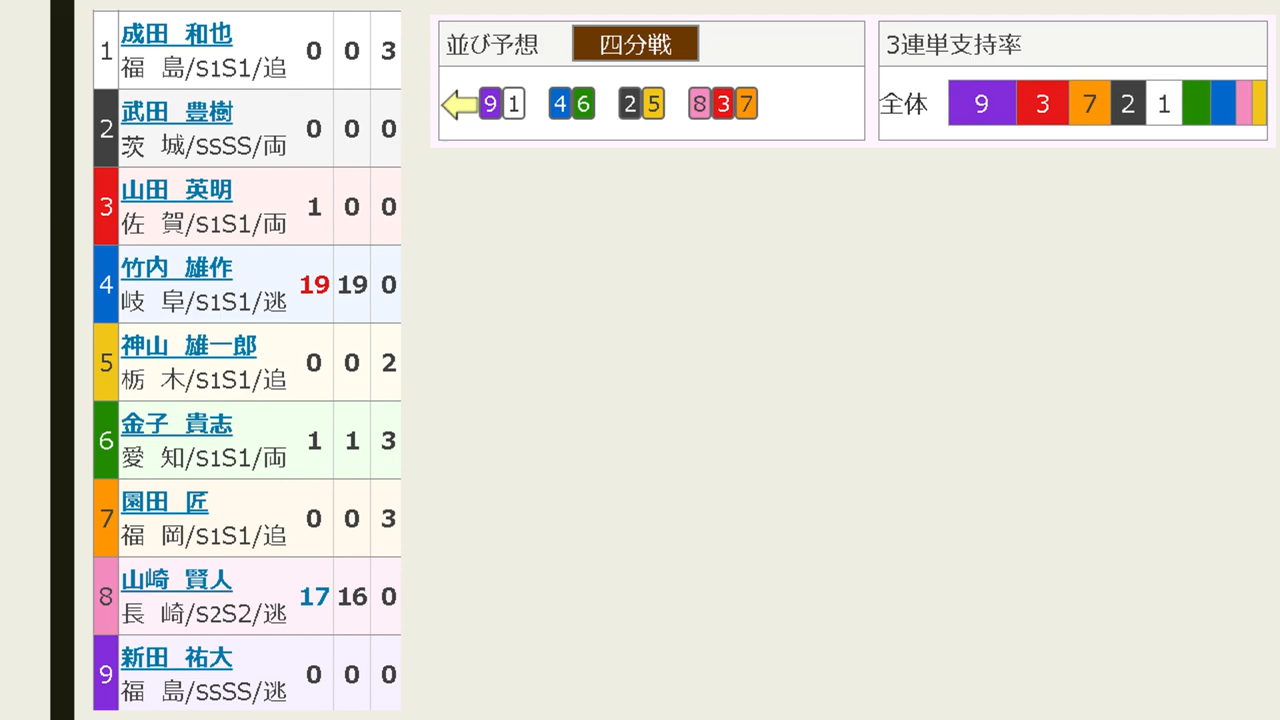 1 成田 和也 0 0 3
福 島/S1S1/追
2 武田 豊樹 0 0 0
茨 城/SSSS/両
3 山田 英明 1 0 0
佐 賀/S1S1/両
4 竹内 雄作 19 19 0
岐 阜/S1S1/逃
5 神山 雄一郎 0 0 2
栃 木/S1S1/追
6 金子 貴志 1 1 3
愛 知/S1S1/両
7 園田 匠 0 0 3
福 岡/S1S1/追
8 山崎 賢人 17 16 0
長 崎/S2S2/逃
9 新田 祐大 0 0 0
福 島/SSSS/逃
並び予想 四分戦
9 1 4 6 2 5 8 3 7
3連単支持率
全体 9 3 7 2 1